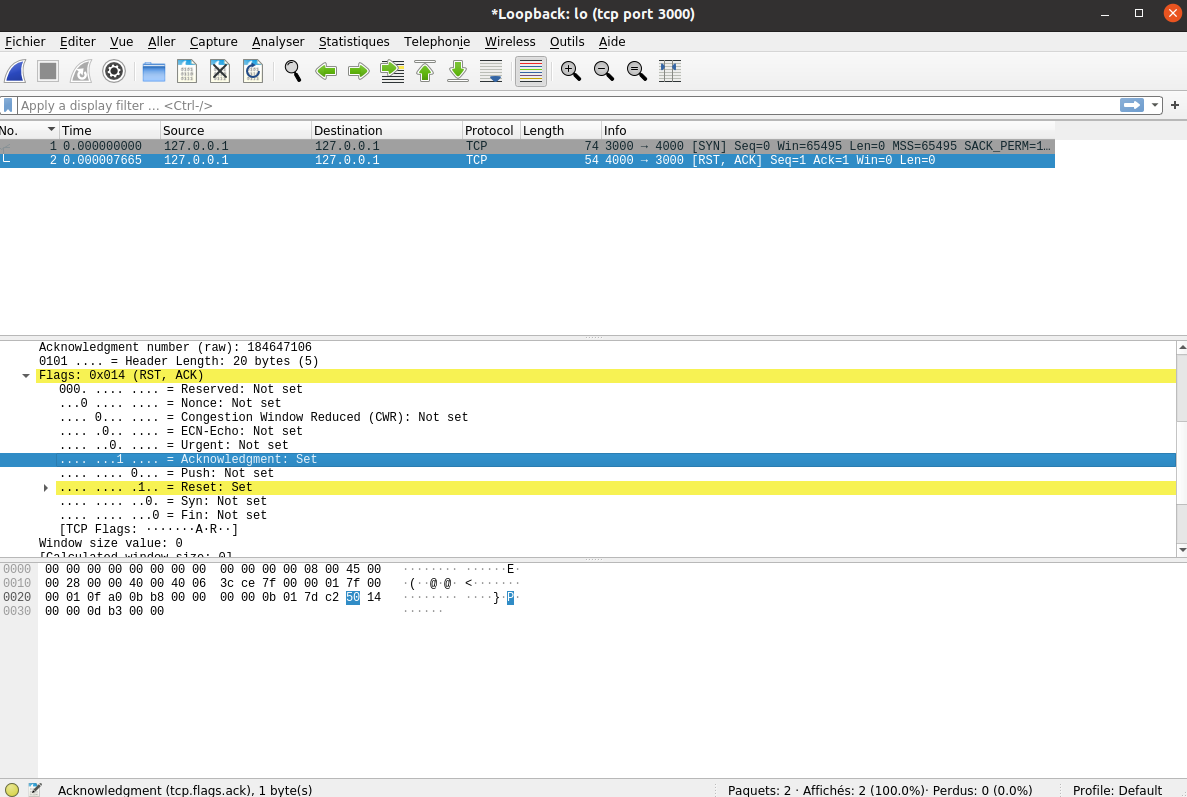 *Loopback: lo (tcp port 3000)
Fichier Editer Vue Aller Capture Analyser Statistiques Telephonie Wireless Outils Aide
Apply a display filter … <Ctrl-/>
No. Time Source Destination Protocol Length Info
1 0.000000000 127.0.0.1 127.0.0.1 TCP 74 3000 → 4000 [SYN] Seq=0 Win=65495 Len=0 MSS=65495 SACK_PERM=1…
2 0.000007665 127.0.0.1 127.0.0.1 TCP 54 4000 → 3000 [RST, ACK] Seq=1 Ack=1 Win=0 Len=0
Acknowledgment number (raw): 184647106
0101 .... = Header Length: 20 bytes (5)
Flags: 0x014 (RST, ACK)
000. .... .... = Reserved: Not set
...0 .... .... = Nonce: Not set
.... 0... .... = Congestion Window Reduced (CWR): Not set
.... .0.. .... = ECN-Echo: Not set
.... ..0. .... = Urgent: Not set
.... ...1 .... = Acknowledgment: Set
.... .... 0... = Push: Not set
.... .... .1.. = Reset: Set
.... .... ..0. = Syn: Not set
.... .... ...0 = Fin: Not set
[TCP Flags: ·······A·R··]
Window size value: 0
[Calculated window size: 0]
0000 00 00 00 00 00 00 00 00 00 00 00 00 08 00 45 00 ········ ······E·
0010 00 28 00 00 40 00 40 06 3c ce 7f 00 00 01 7f 00 ·(··@·@· <·······
0020 00 01 0f a0 0b b8 00 00 00 00 0b 01 7d c2 50 14 ········ ····}·P·
0030 00 00 0d b3 00 00 ······
Acknowledgment (tcp.flags.ack), 1 byte(s) Paquets: 2 · Affichés: 2 (100.0%)· Perdus: 0 (0.0%) Profile: Default